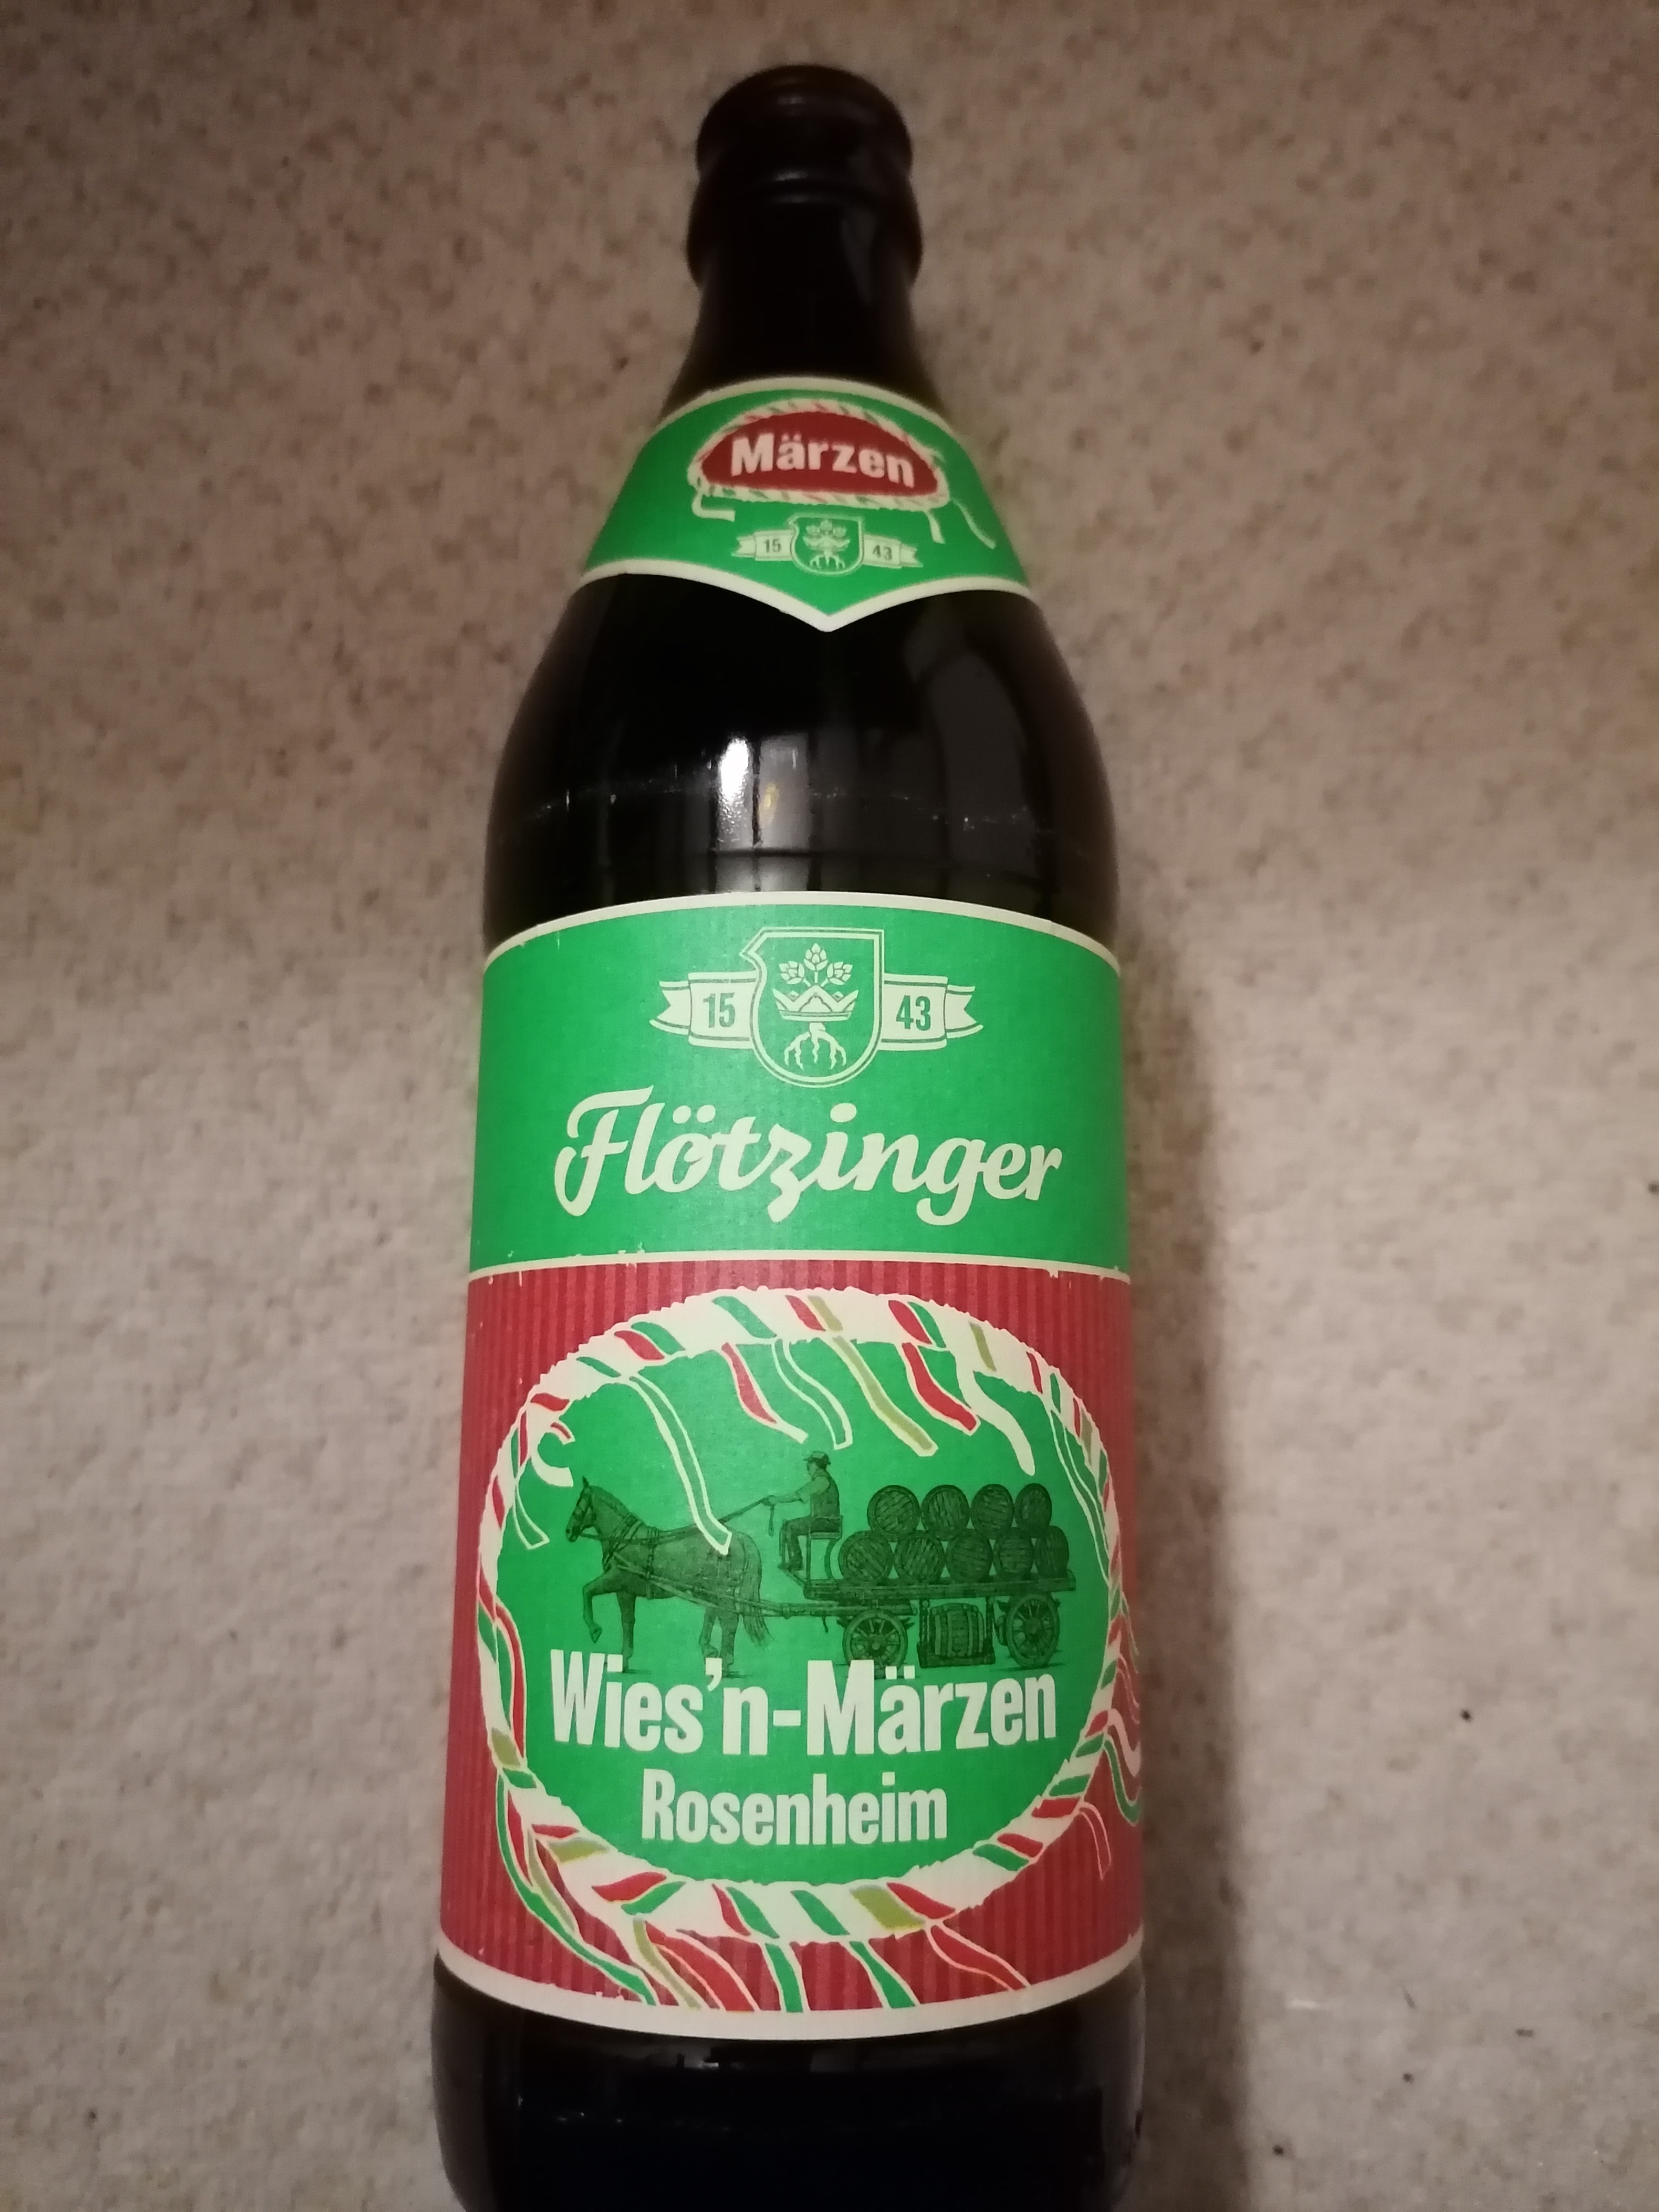 Märzen
15 43
15 43
Flötzinger
Wies'n-Märzen
Rosenheim